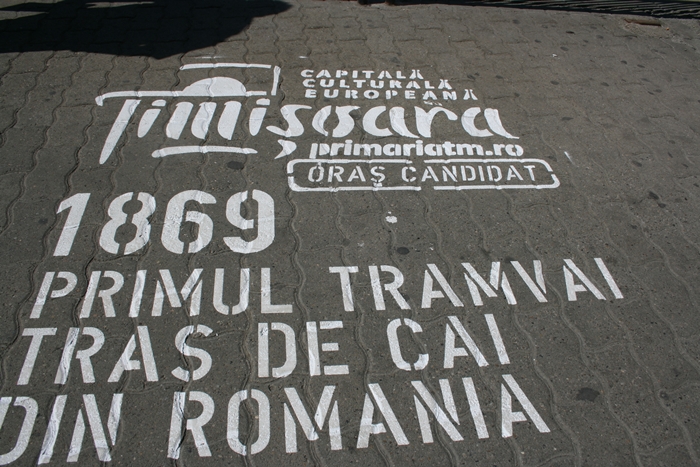 CAPITALĂ
CULTURALĂ
EUROPEANĂ
Timișoara
primariatm.ro
ORAȘ CANDIDAT
1869
PRIMUL TRAMVAI
TRAS DE CAI
DIN ROMANIA